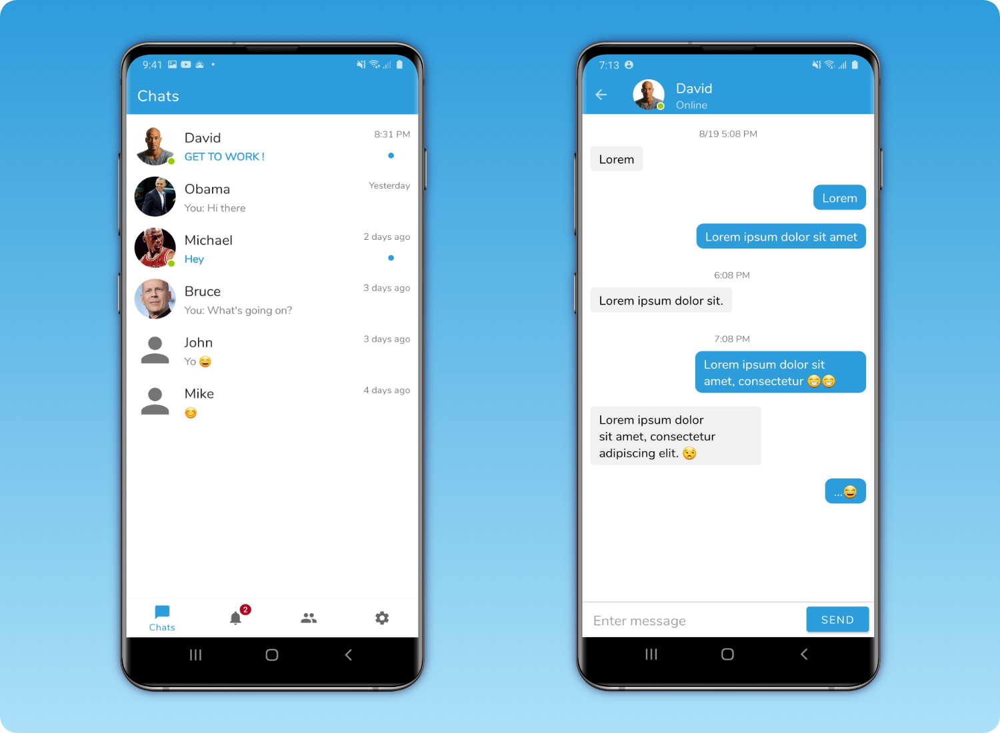 9:41
Chats
David
8:31 PM
GET TO WORK !
Obama
Yesterday
You: Hi there
Michael
2 days ago
Hey
Bruce
3 days ago
You: What's going on?
John
3 days ago
Yo 😄
Mike
4 days ago
😊
Chats
2
7:13
David
Online
8/19 5:08 PM
Lorem
Lorem
Lorem ipsum dolor sit amet
6:08 PM
Lorem ipsum dolor sit.
7:08 PM
Lorem ipsum dolor sit
amet, consectetur 😁😁
Lorem ipsum dolor
sit amet, consectetur
adipiscing elit. 😒
...😂
Enter message
SEND